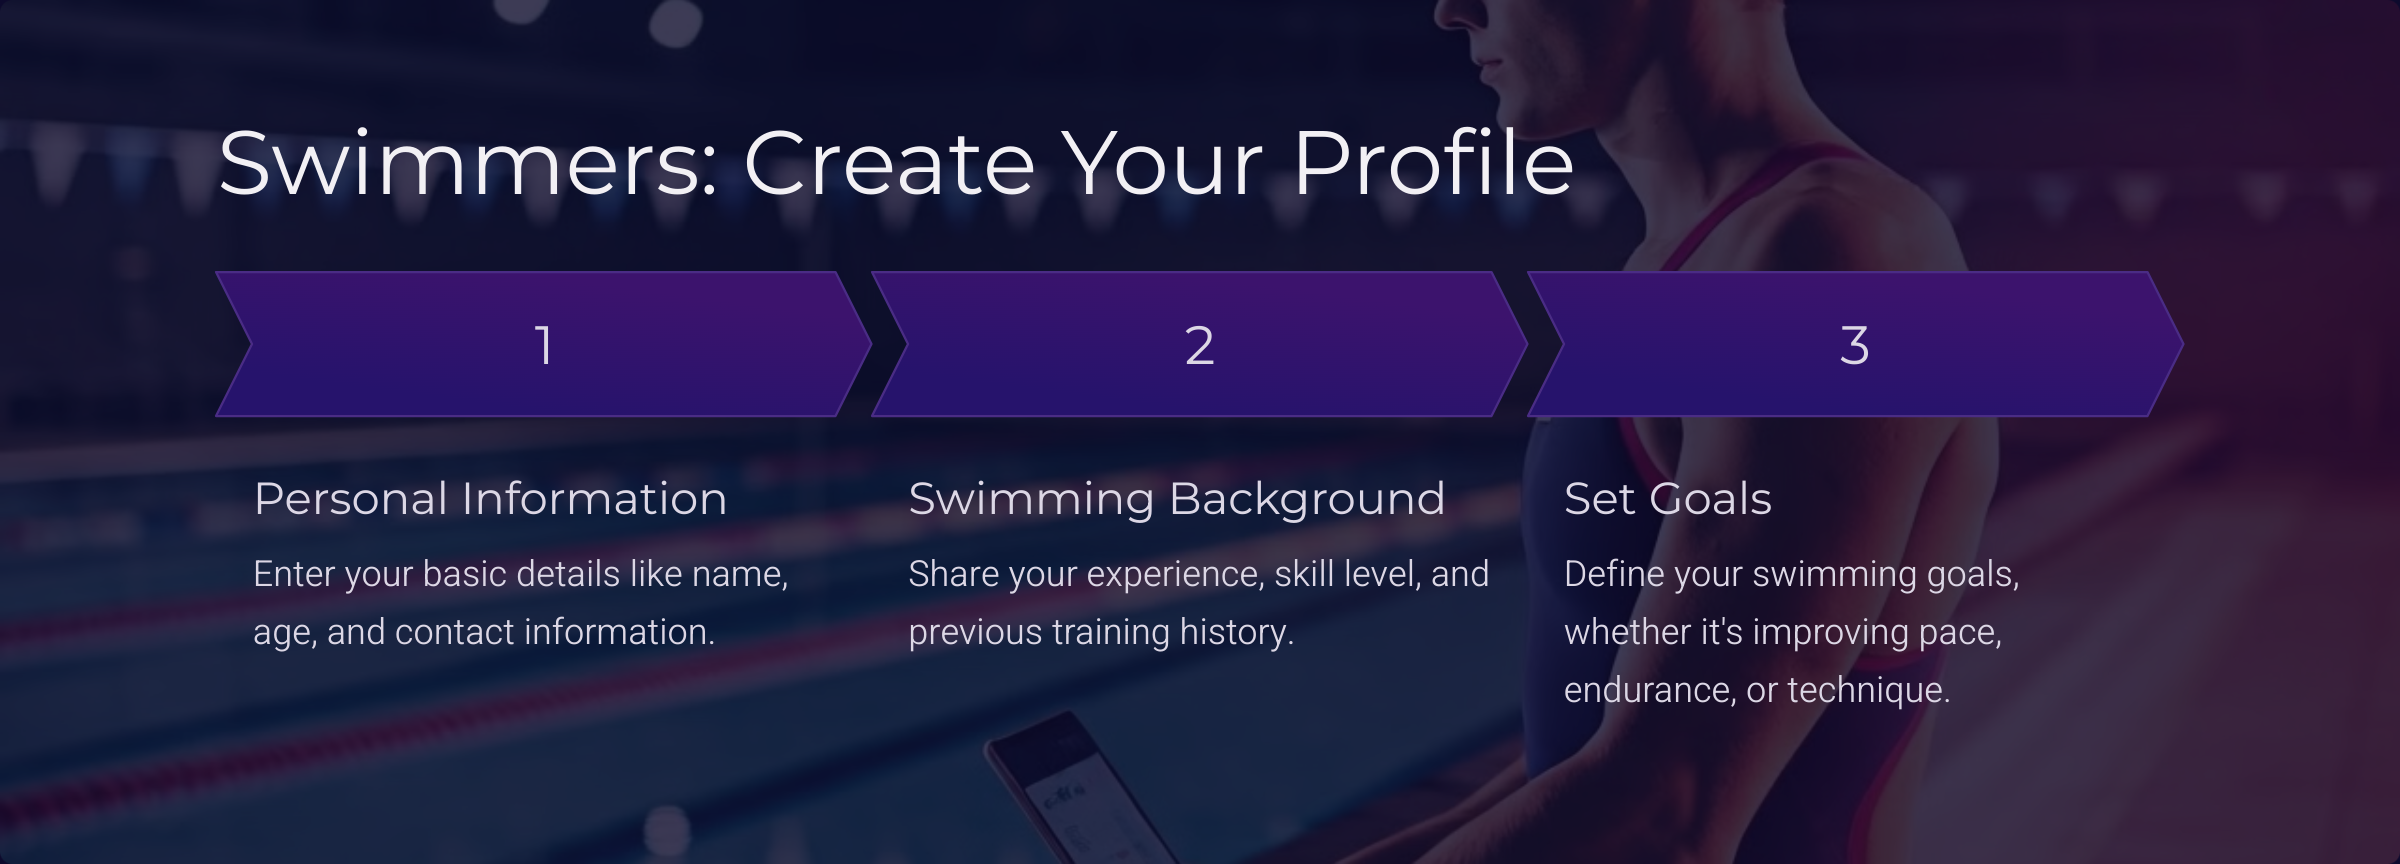 Swimmers: Create Your Profile
1
2
3
Personal Information
Enter your basic details like name,
age, and contact information.
Swimming Background
Share your experience, skill level, and
previous training history.
Set Goals
Define your swimming goals,
whether it's improving pace,
endurance, or technique.